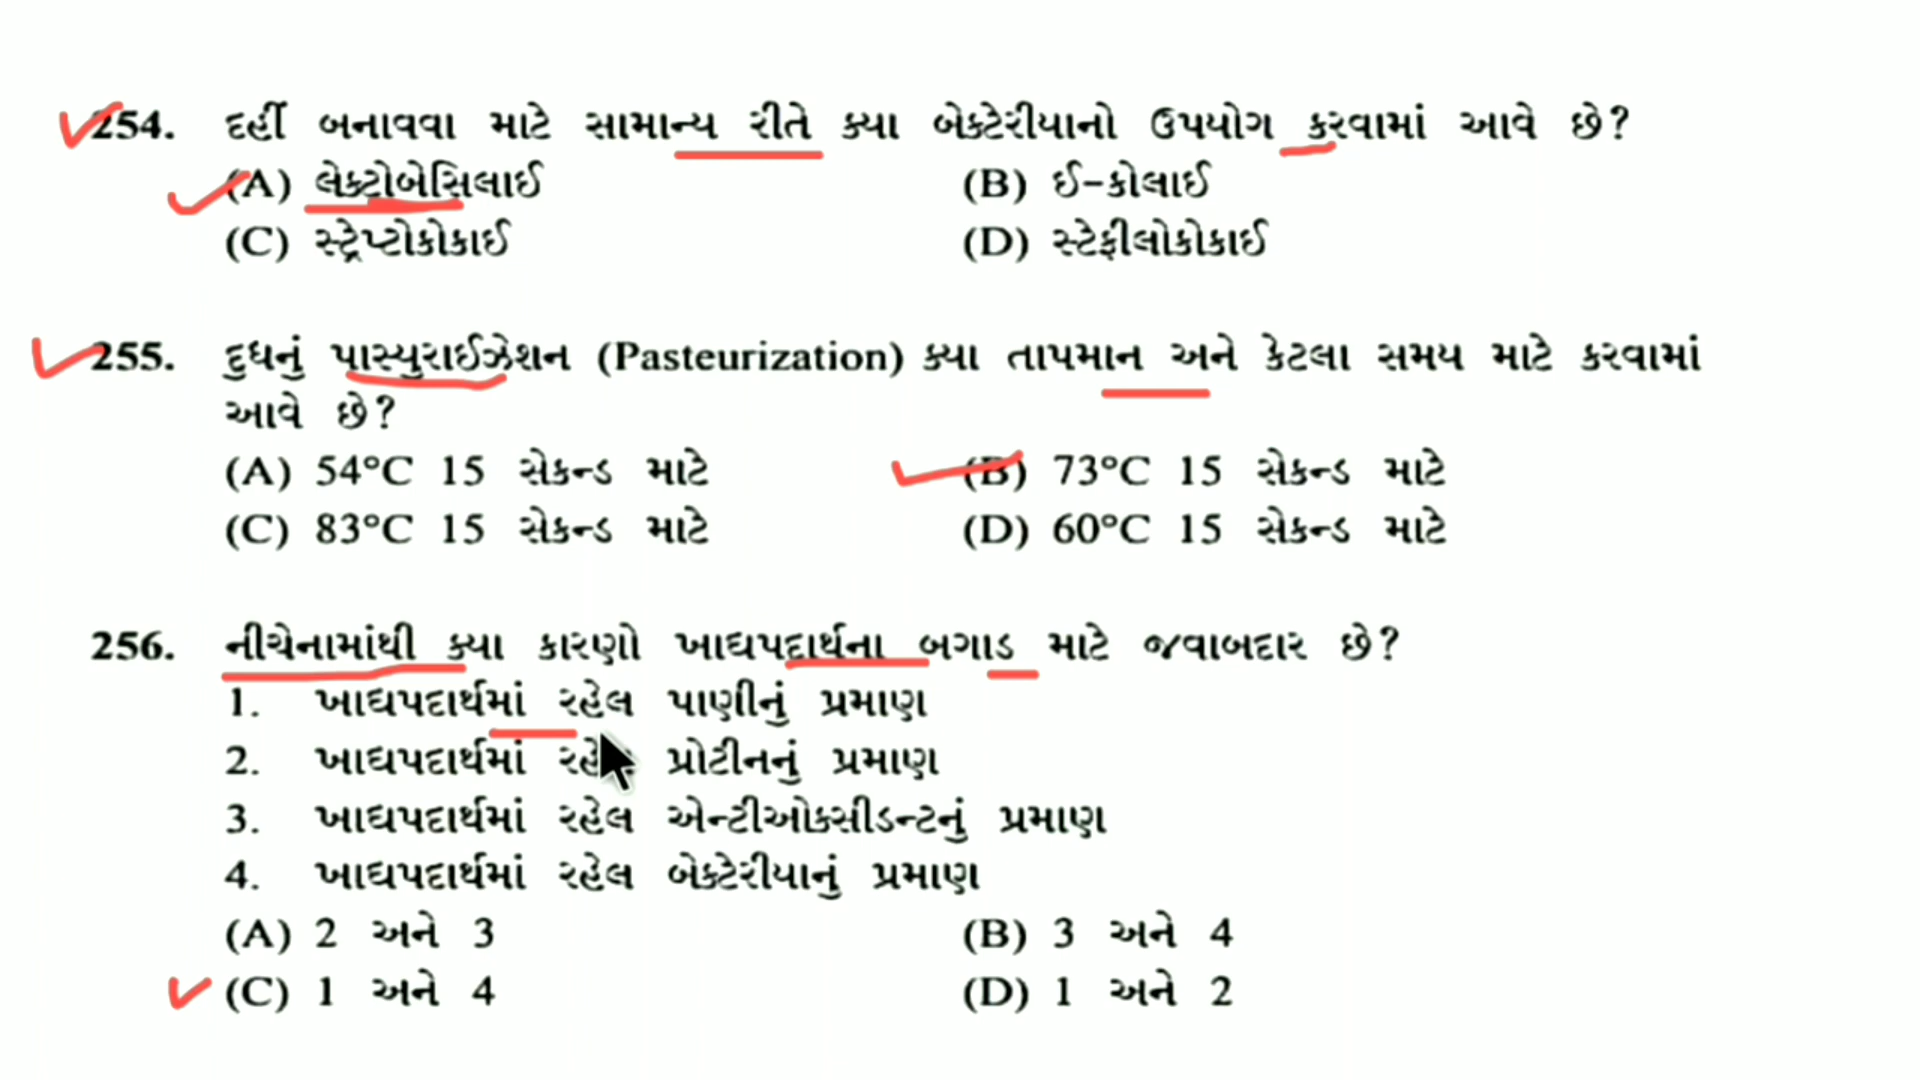 254. દહીં બનાવવા માટે સામાન્ય રીતે ક્યા બેક્ટેરીયાનો ઉપયોગ કરવામાં આવે છે?
(A) લેક્ટોબેસિલાઈ (B) ઈ-કોલાઈ
(C) સ્ટ્રેપ્ટોકોકાઈ (D) સ્ટેફીલોકોકાઈ
255. દુધનું પાસ્યુરાઈઝેશન (Pasteurization) ક્યા તાપમાન અને કેટલા સમય માટે કરવામાં
આવે છે?
(A) 54°C 15 સેકન્ડ માટે (B) 73°C 15 સેકન્ડ માટે
(C) 83°C 15 સેકન્ડ માટે (D) 60°C 15 સેકન્ડ માટે
256. નીચેનામાંથી ક્યા કારણો ખાદ્યપદાર્થના બગાડ માટે જવાબદાર છે?
1. ખાદ્યપદાર્થમાં રહેલ પાણીનું પ્રમાણ
2. ખાદ્યપદાર્થમાં પ્રોટીનનું પ્રમાણ
3. ખાદ્યપદાર્થમાં રહેલ એન્ટીઓક્સીડન્ટનું પ્રમાણ
4. ખાદ્યપદાર્થમાં રહેલ બેક્ટેરીયાનું પ્રમાણ
(A) 2 અને 3 (B) 3 અને 4
(C) 1 અને 4 (D) 1 અને 2